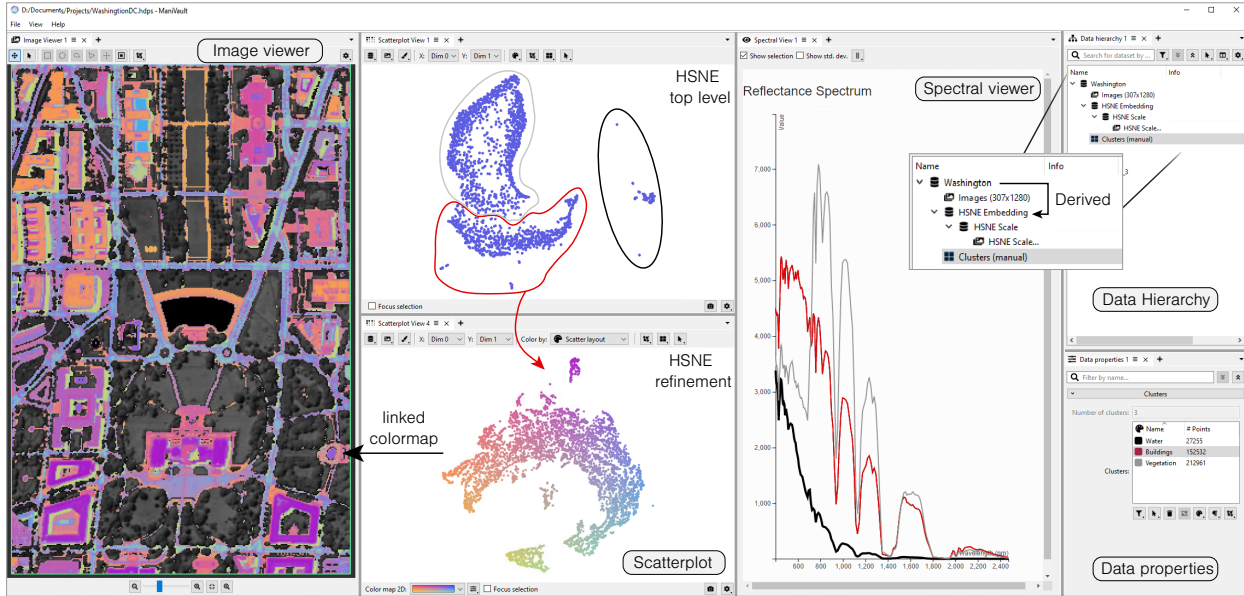 D:/Documents/Projects/WashingtionDC.hdps - ManiVault
File View Help
Image Viewer 1
Image viewer
Scatterplot View 1
X: Dim 0 Y: Dim 1
HSNE
top level
Focus selection
Scatterplot View 4
X: Dim 0 Y: Dim 1 Color by: Scatter layout
HSNE
refinement
linked
colormap
Scatterplot
Color map 2D: Focus selection
Spectral View 1
Show selection Show std. dev.
Reflectance Spectrum
Spectral viewer
Value
7,000
6,000
5,000
4,000
3,000
2,000
1,000
Wavelength (nm)
600 800 1,000 1,200 1,400 1,600 1,800 2,000 2,200 2,400
Data hierarchy 1
Search for dataset by ...
Name Info
Washington
Images (307x1280)
HSNE Embedding
HSNE Scale
HSNE Scale...
Clusters (manual)
Name Info
Washington
Images (307x1280)
HSNE Embedding
HSNE Scale
HSNE Scale...
Clusters (manual)
Derived
_3
Data Hierarchy
Data properties 1
Filter by name...
Clusters
Number of clusters: 3
Name # Points
Water 27255
Buildings 152532
Vegetation 212961
Clusters:
Data properties